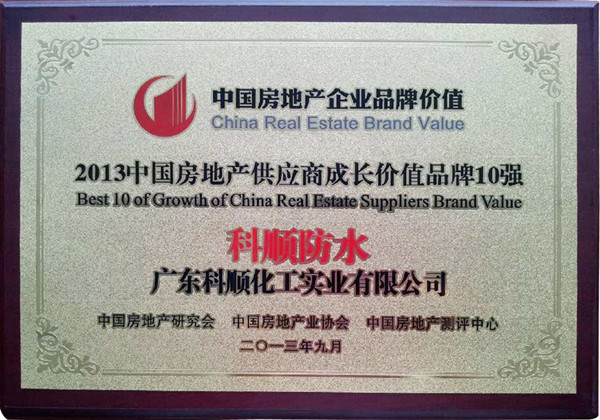 中国房地产企业品牌价值
China Real Estate Brand Value
2013中国房地产供应商成长价值品牌10强
Best 10 of Growth of China Real Estate Suppliers Brand Value
科顺防水
广东科顺化工实业有限公司
中国房地产研究会 中国房地产业协会 中国房地产测评中心
二〇一三年九月